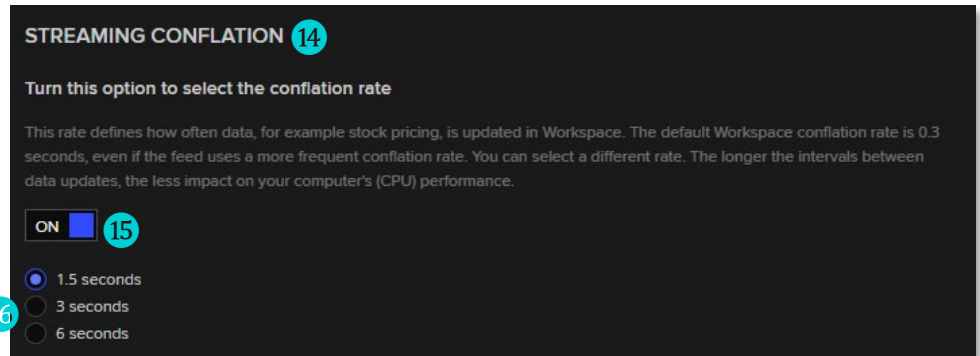 STREAMING CONFLATION 14
Turn this option to select the conflation rate
This rate defines how often data, for example stock pricing, is updated in Workspace. The default Workspace conflation rate is 0.3
seconds, even if the feed uses a more frequent conflation rate. You can select a different rate. The longer the intervals between
data updates, the less impact on your computer's (CPU) performance.
ON 15
1.5 seconds
3 seconds
6 seconds